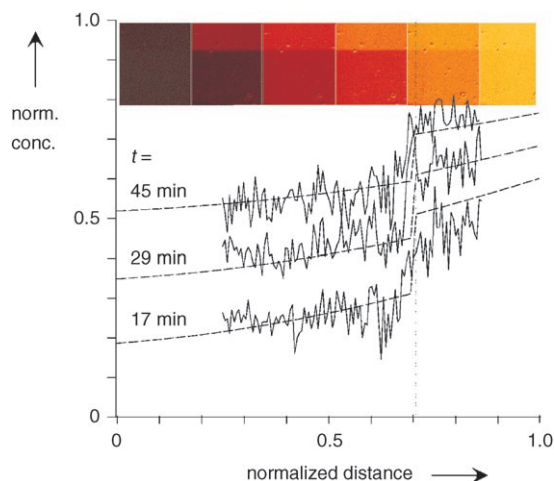 1.0
norm.
conc.
t =
45 min
0.5
29 min
17 min
0
0 0.5 1.0
normalized distance